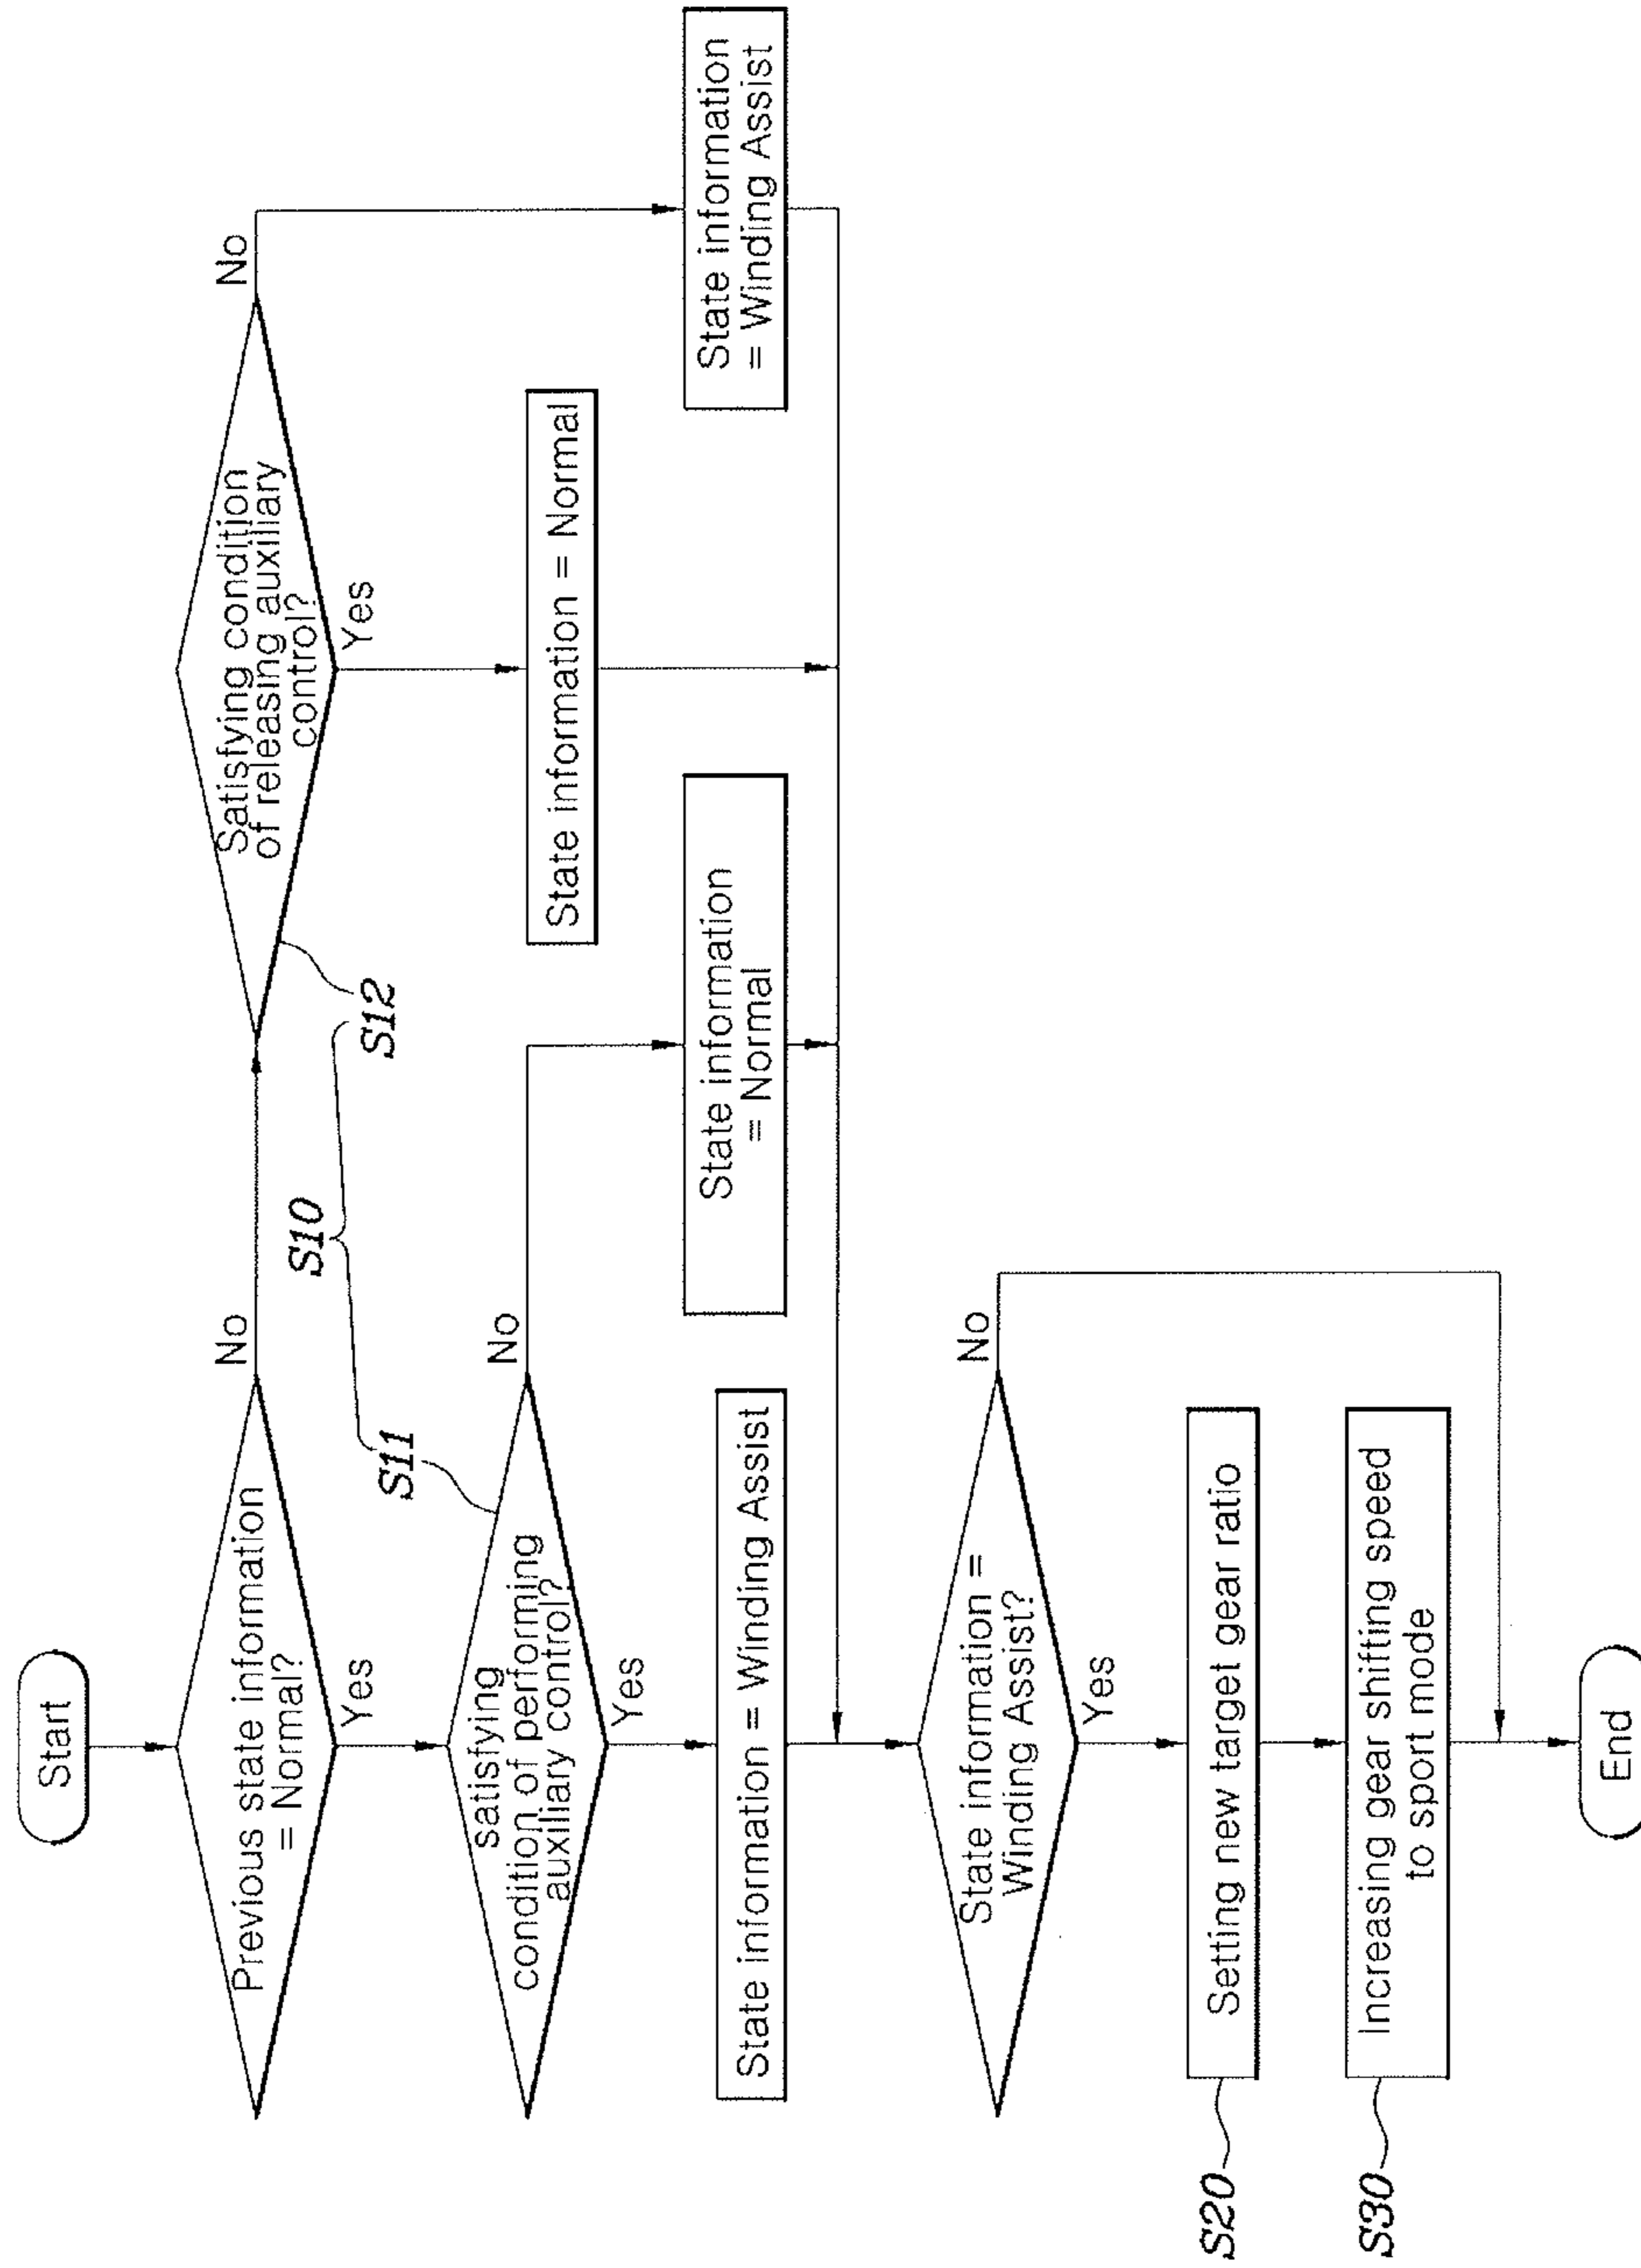 Start
Previous state information
= Normal?
No
Yes
S10
S11
S12
Satisfying condition
of releasing auxiliary
control?
No
Yes
satisfying
condition of performing
auxiliary control?
No
Yes
State information = Normal
State information = Winding Assist
State information
= Normal
State information
= Winding Assist
State information =
Winding Assist?
No
Yes
S20
Setting new target gear ratio
S30
Increasing gear shifting speed
to sport mode
End